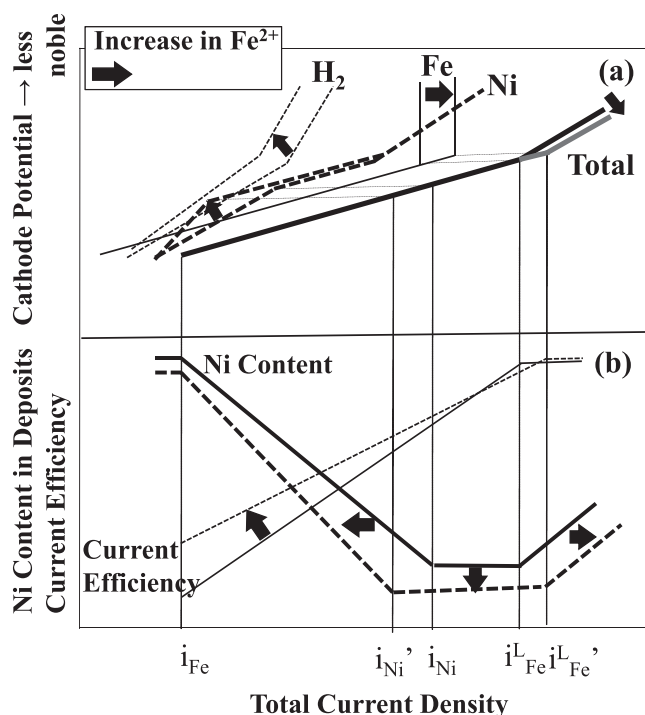 Cathode Potential → less
noble
Increase in Fe²⁺
H₂
Fe
Ni
(a)
Total
Ni Content in Deposits
Current Efficiency
Ni Content
(b)
Current
Efficiency
i_Fe
i_Ni’
i_Ni
i^L_Fe
i^L_Fe’
Total Current Density